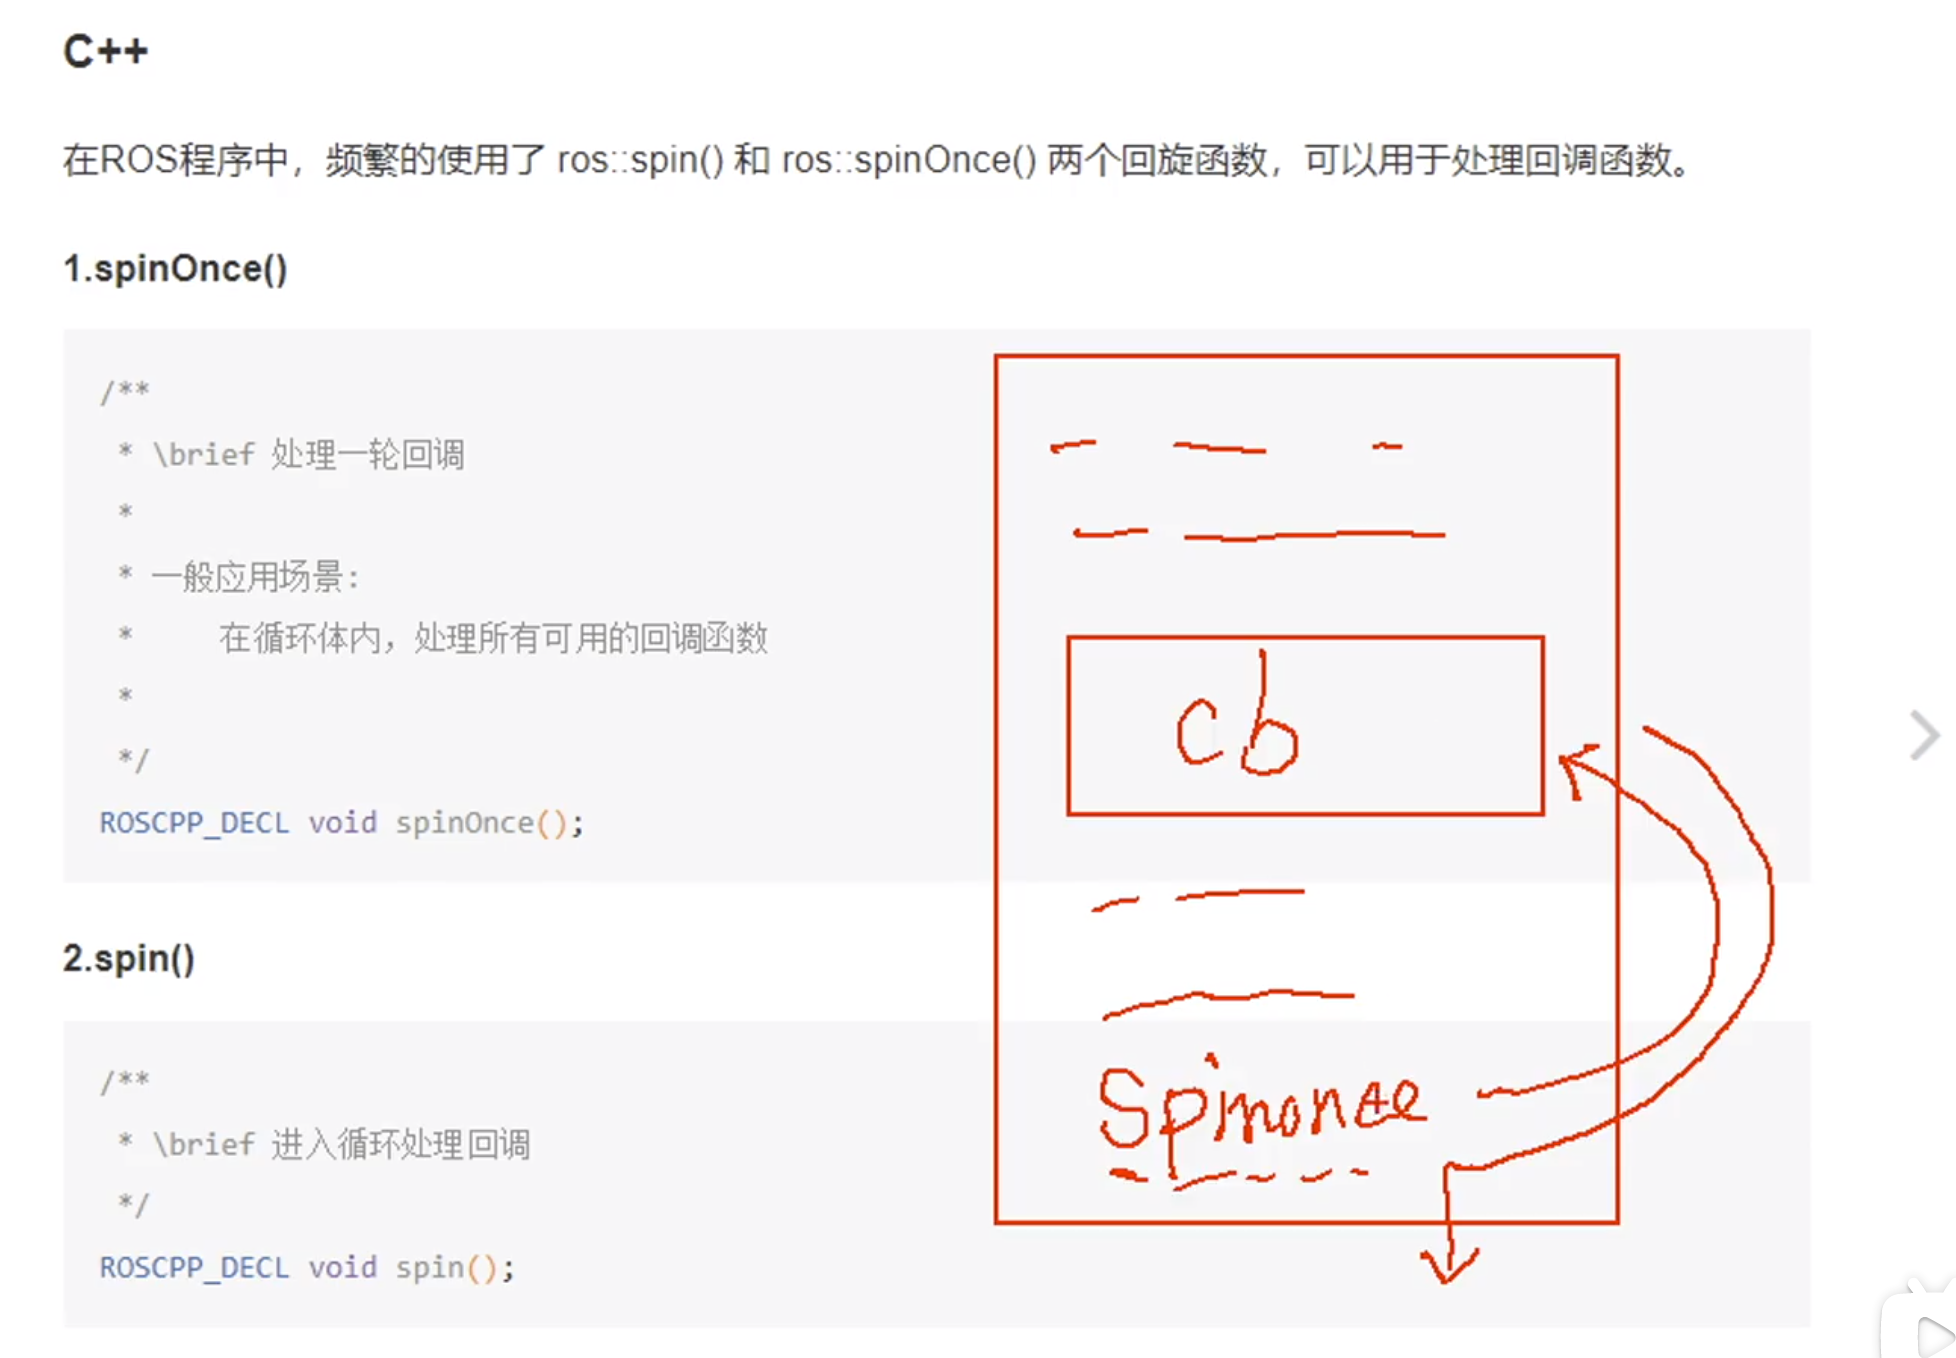 C++
在ROS程序中，频繁的使用了 ros::spin() 和 ros::spinOnce() 两个回旋函数，可以用于处理回调函数。
1.spinOnce()
/**
* \brief 处理一轮回调
*
* 一般应用场景:
* 在循环体内，处理所有可用的回调函数
*
*/
ROSCPP_DECL void spinOnce();
cb
2.spin()
/**
* \brief 进入循环处理回调
*/
ROSCPP_DECL void spin();
Spinonce